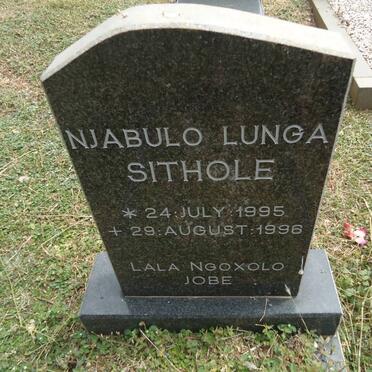 NJABULO LUNGA
SITHOLE
* 24:JULY:1995
+ 29:AUGUST:1996
LALA NGOXOLO
JOBE